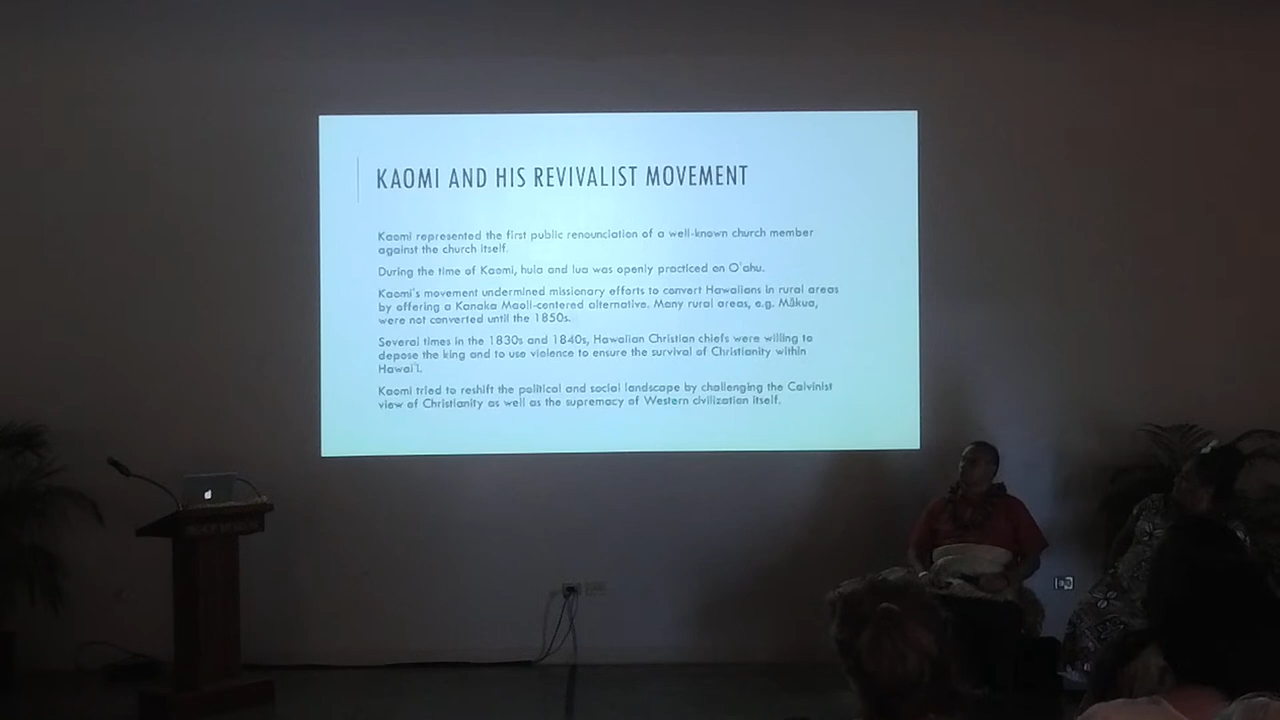 KAOMI AND HIS REVIVALIST MOVEMENT
Kaomi represented the first public renounciation of a well-known church member
against the church itself.
During the time of Kaomi, hula and lua was openly practiced on Oʻahu.
Kaomi's movement undermined missionary efforts to convert Hawaiians in rural areas
by offering a Kanaka Maoli-centered alternative. Many rural areas, e.g. Mākua,
were not converted until the 1850s.
Several times in the 1830s and 1840s, Hawaiian Christian chiefs were willing to
depose the king and to use violence to ensure the survival of Christianity within
Hawaiʻi.
Kaomi tried to reshift the political and social landscape by challenging the Calvinist
view of Christianity as well as the supremacy of Western civilization itself.